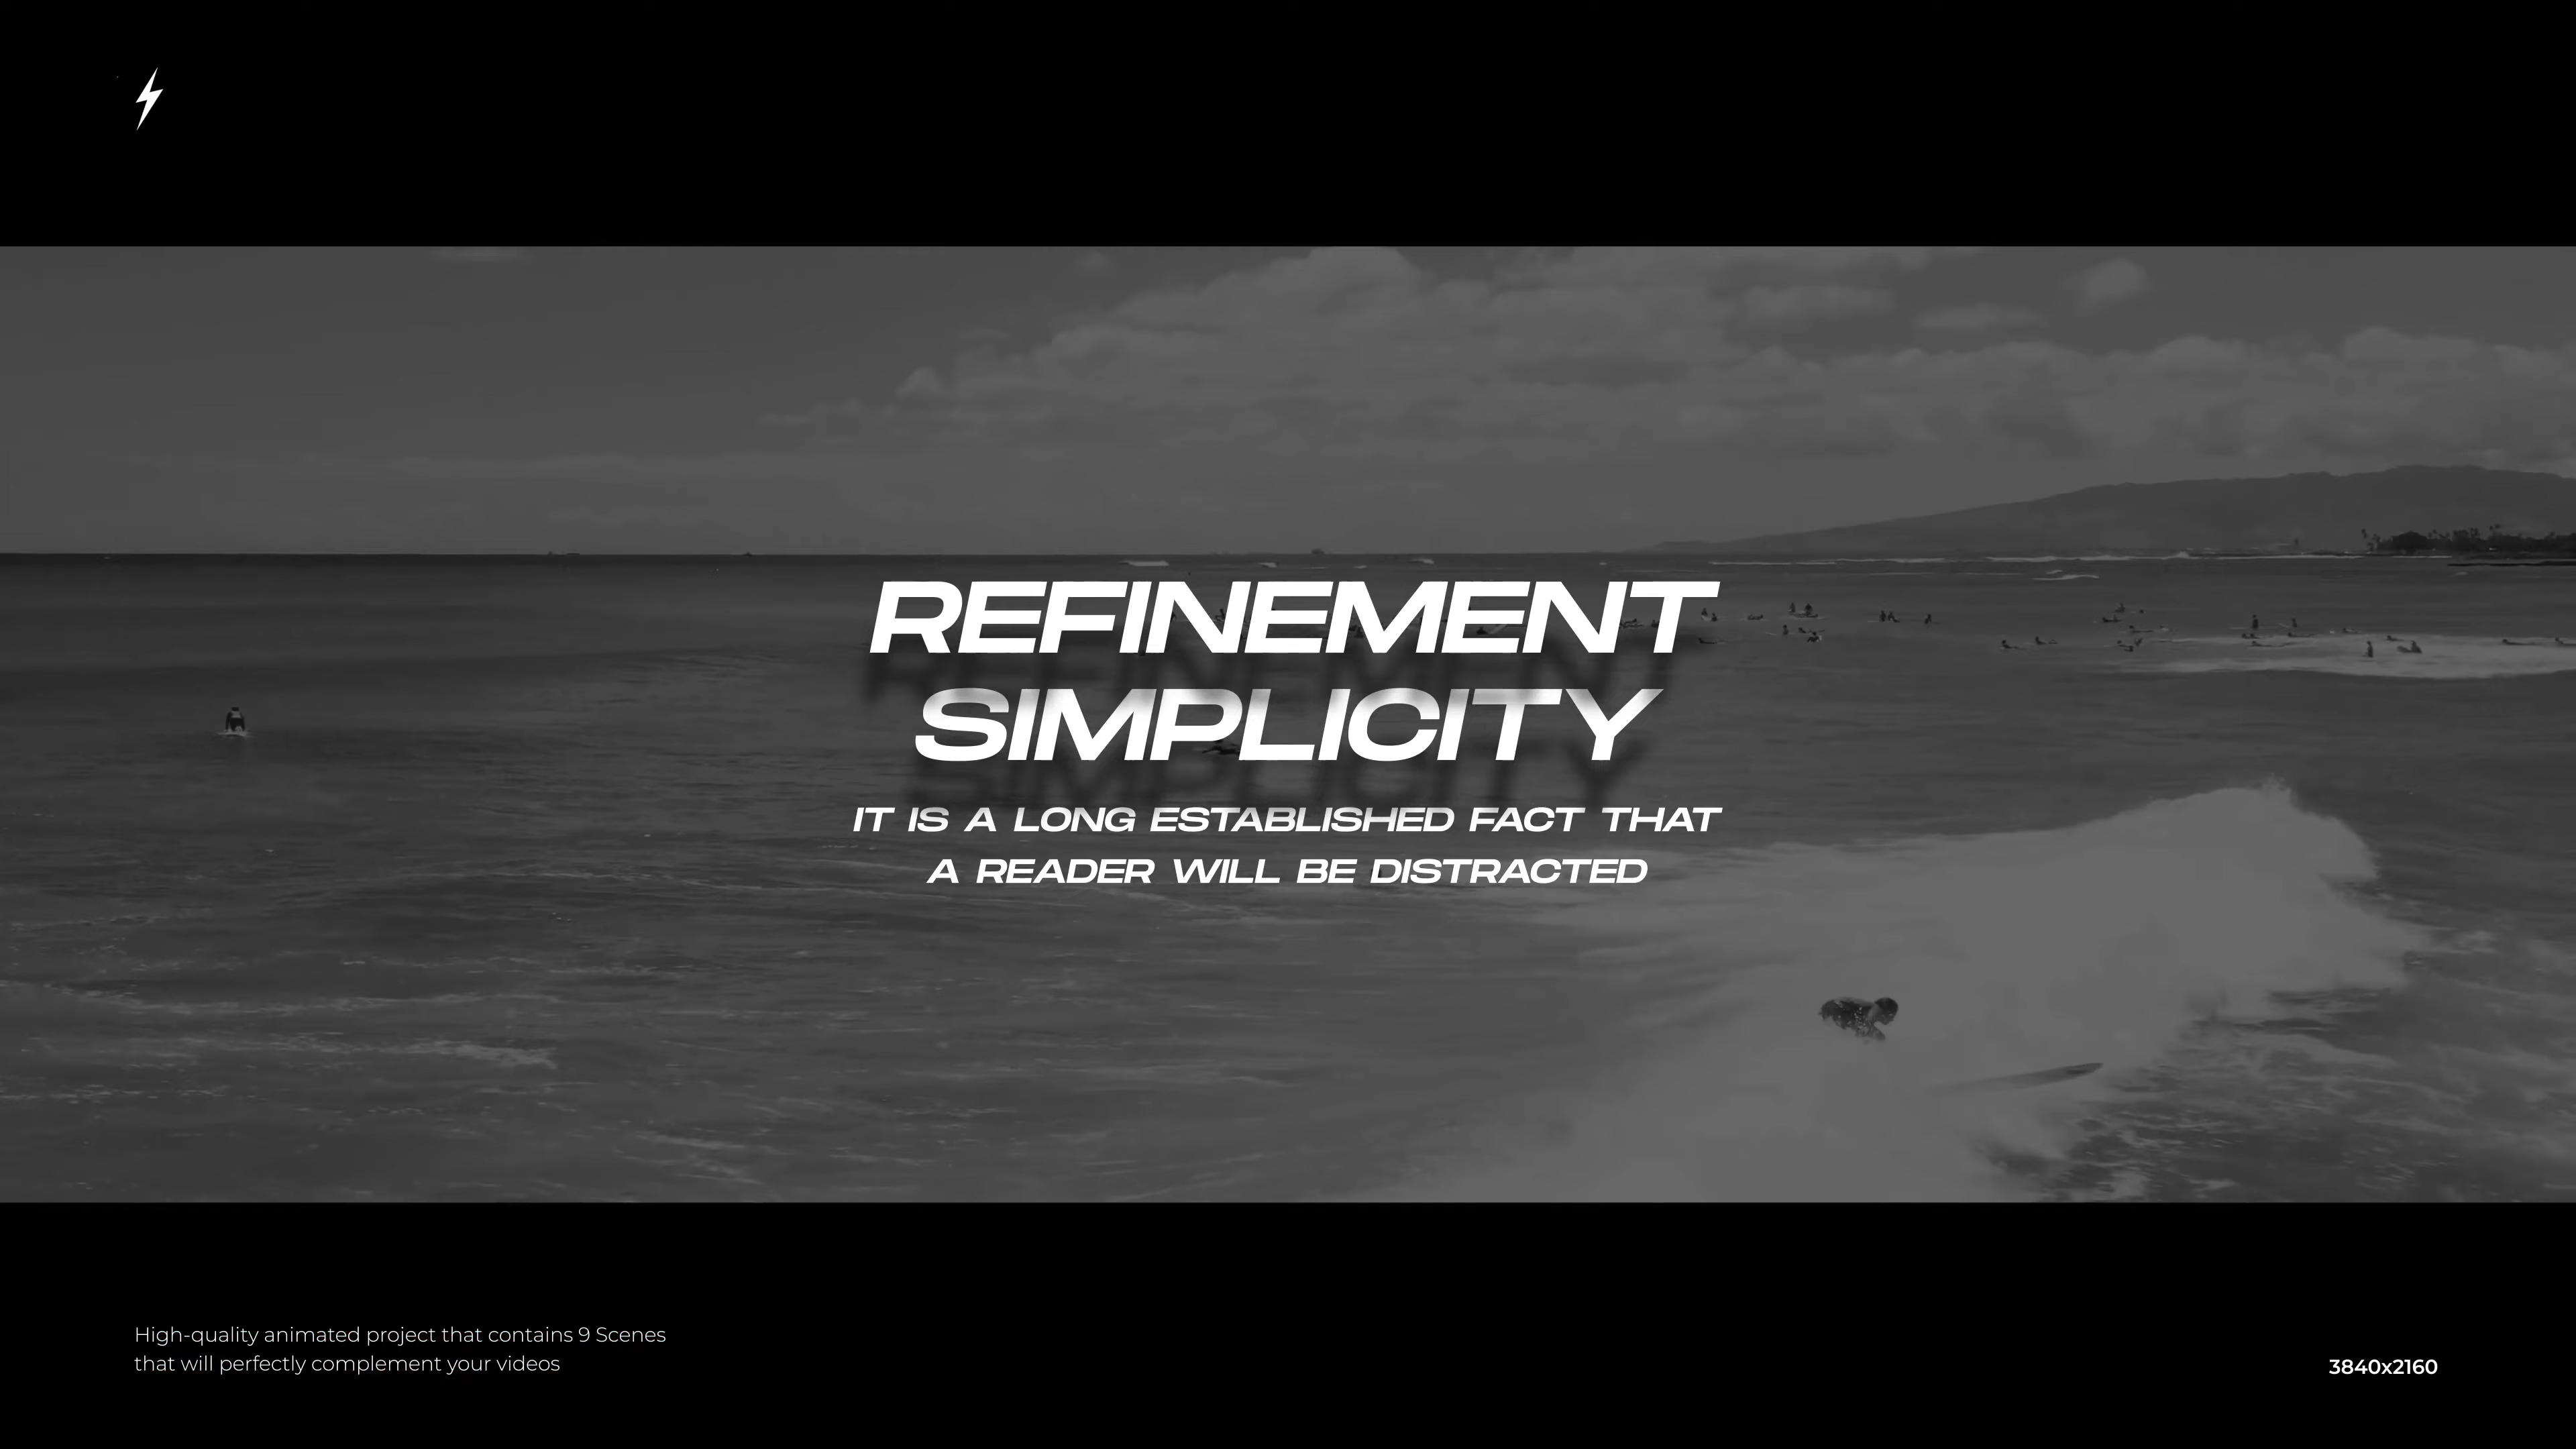 REFINEMENT
SIMPLICITY
IT IS A LONG ESTABLISHED FACT THAT
A READER WILL BE DISTRACTED
High-quality animated project that contains 9 Scenes
that will perfectly complement your videos
3840x2160